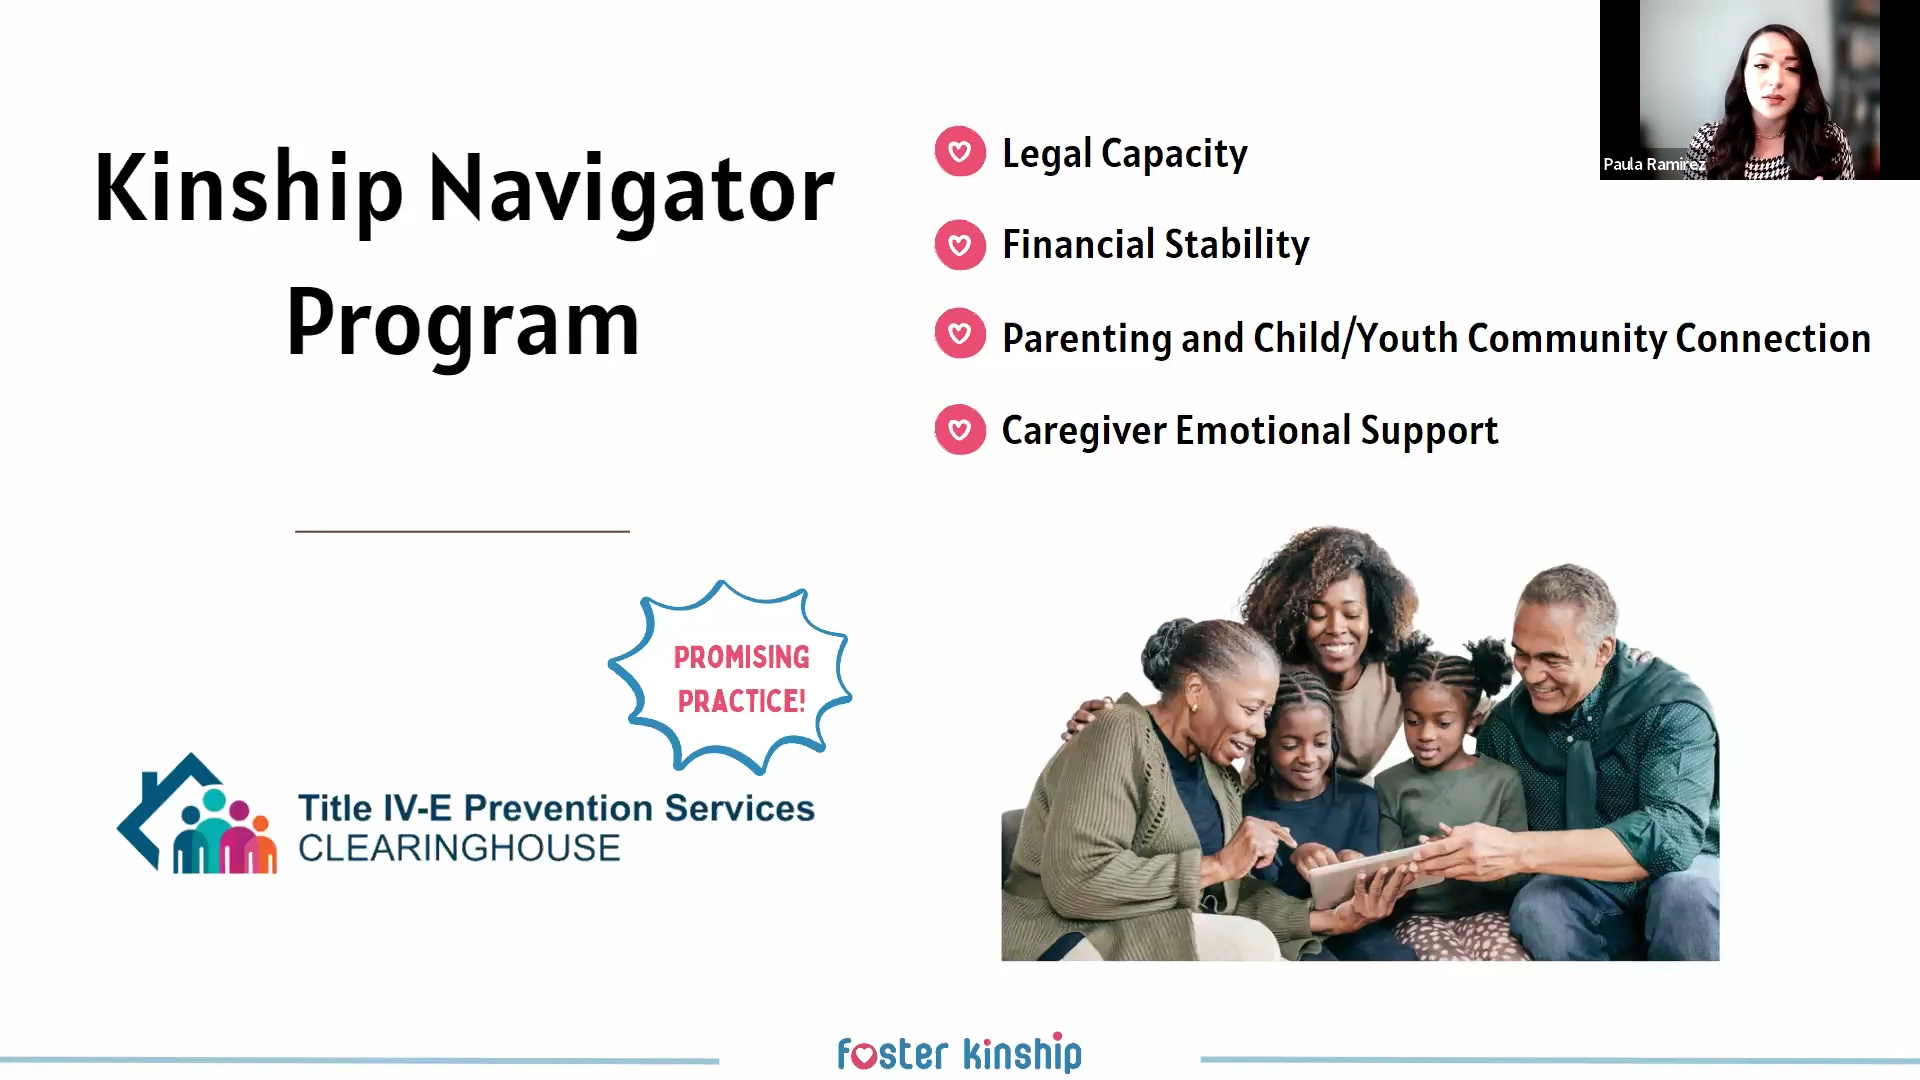 Kinship Navigator
Program
Legal Capacity
Financial Stability
Parenting and Child/Youth Community Connection
Caregiver Emotional Support
Paula Ramirez
PROMISING
PRACTICE!
Title IV-E Prevention Services
CLEARINGHOUSE
foster kinship